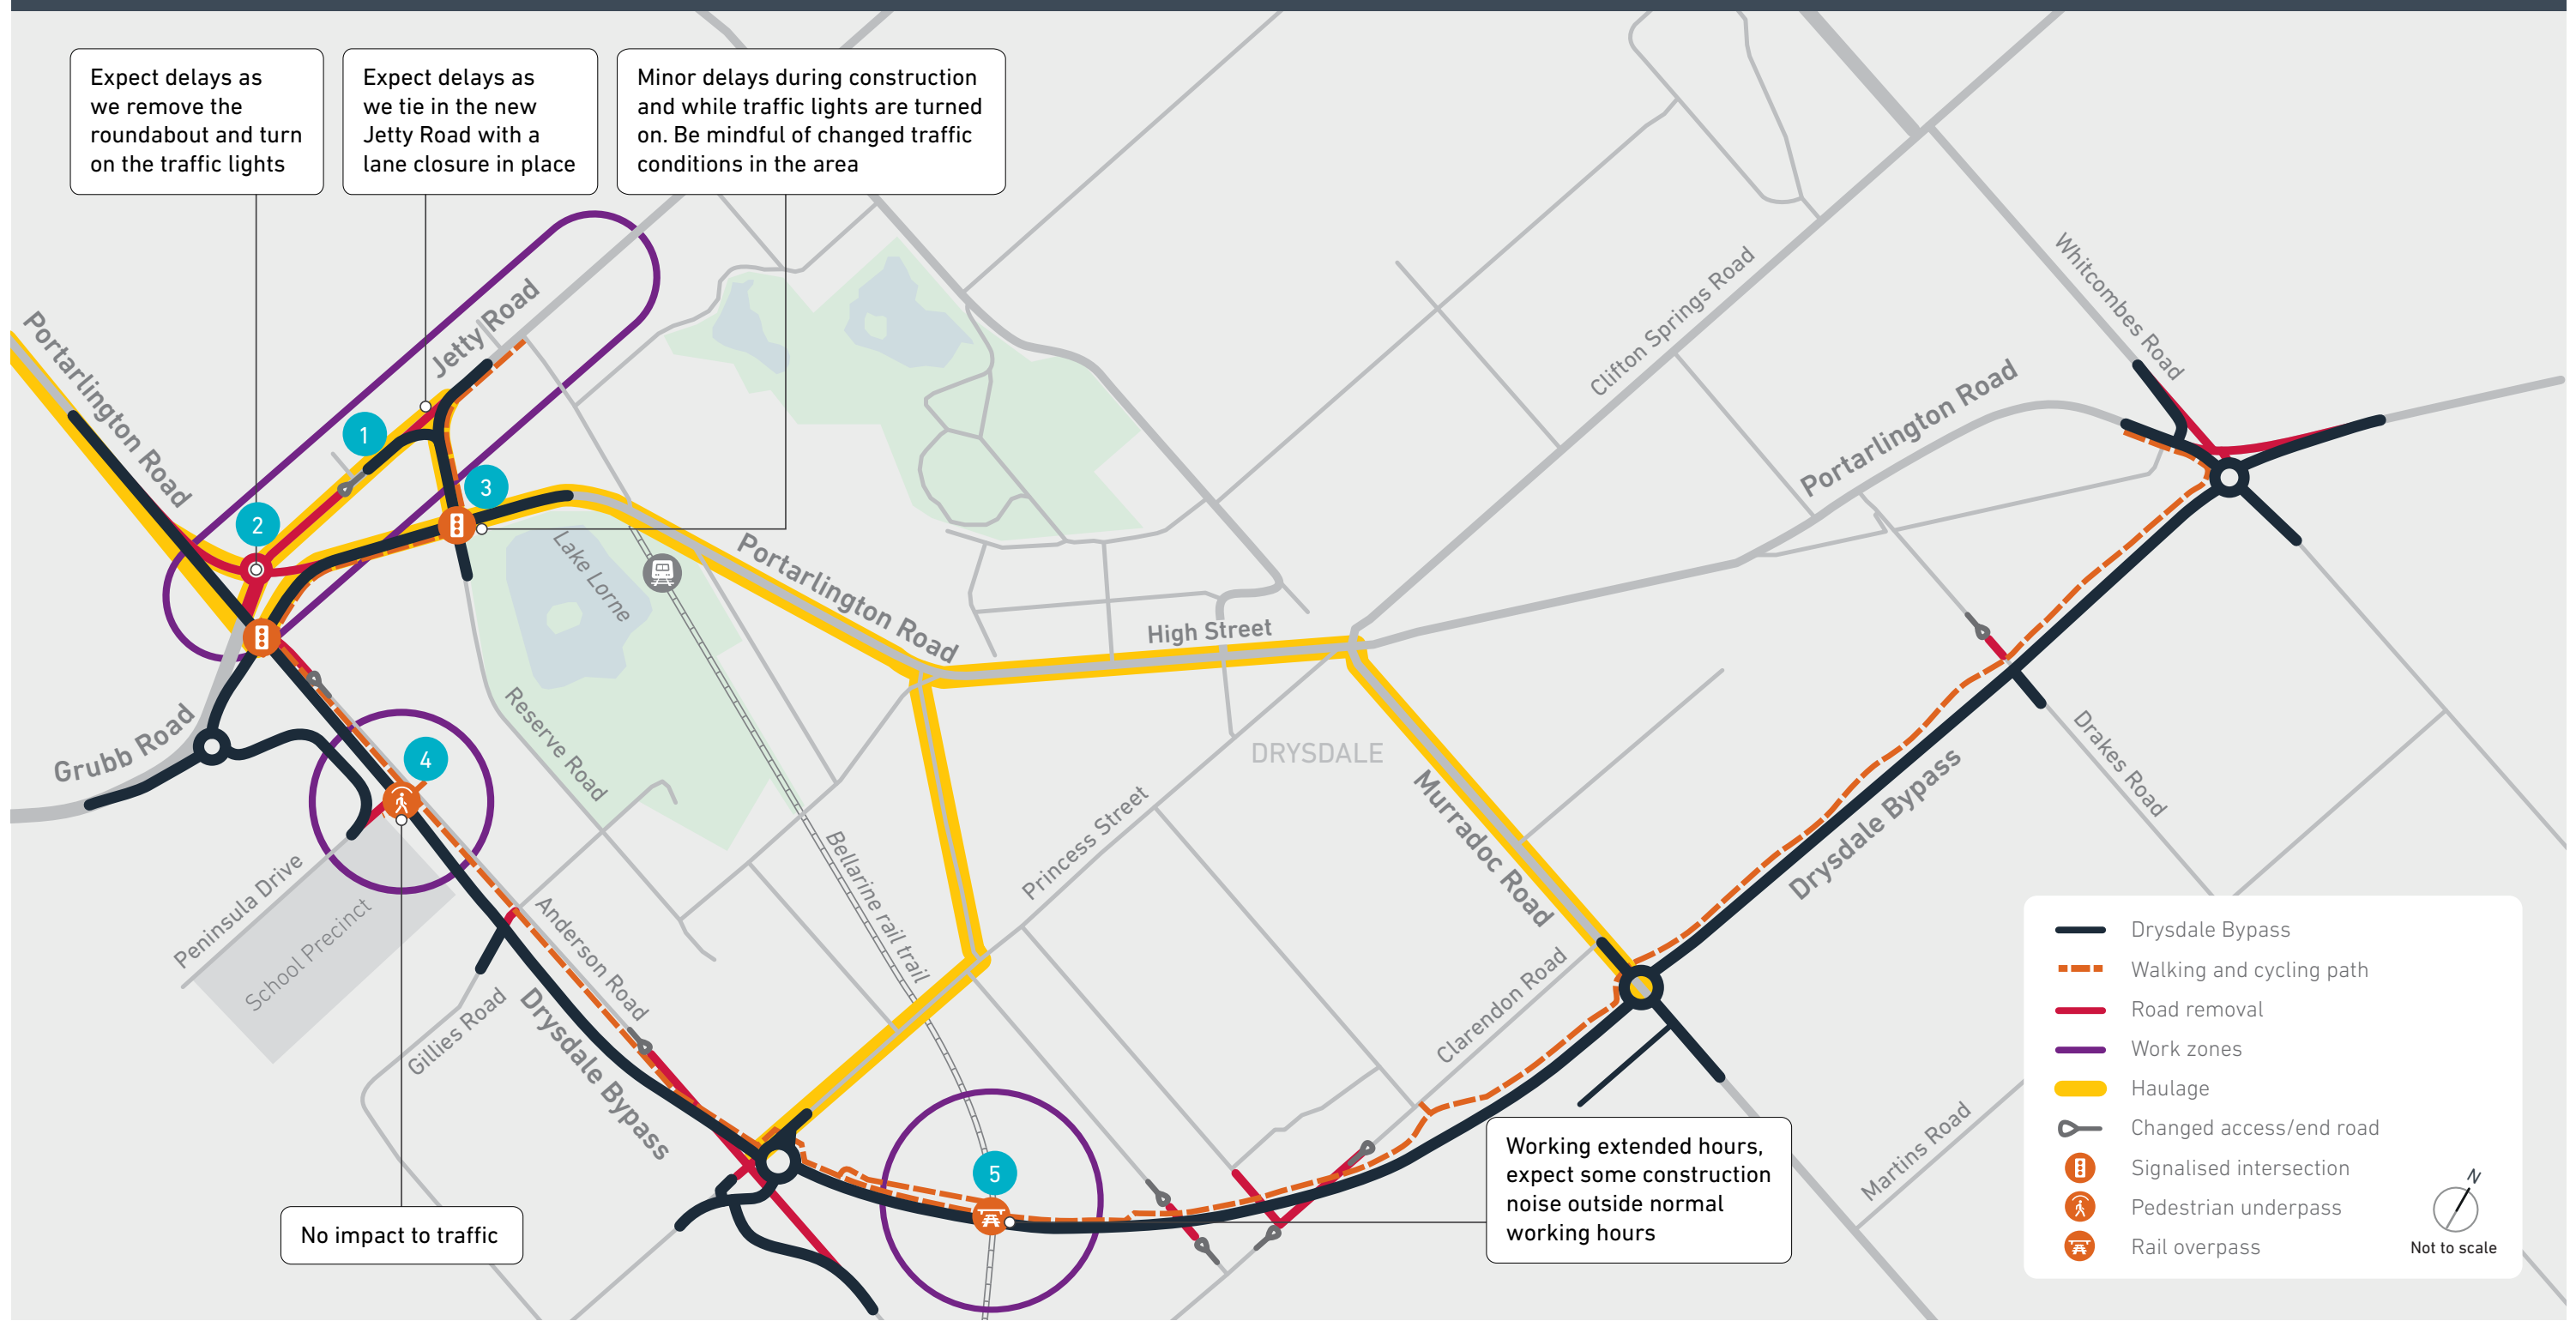 Expect delays as
we remove the
roundabout and turn
on the traffic lights
Expect delays as
we tie in the new
Jetty Road with a
lane closure in place
Minor delays during construction
and while traffic lights are turned
on. Be mindful of changed traffic
conditions in the area
Portarlington Road
Jetty Road
1
2
3
Lake Lorne
Portarlington Road
High Street
Clifton Springs Road
Portarlington Road
Whitcombes Road
Grubb Road
4
Reserve Road
DRYSDALE
Princess Street
Murradoc Road
Drysdale Bypass
Drakes Road
Peninsula Drive
School Precinct
Anderson Road
Bellarine rail trail
Gillies Road
Drysdale Bypass
Clarendon Road
Martins Road
5
No impact to traffic
Working extended hours,
expect some construction
noise outside normal
working hours
Drysdale Bypass
Walking and cycling path
Road removal
Work zones
Haulage
Changed access/end road
Signalised intersection
Pedestrian underpass
Rail overpass
N
Not to scale